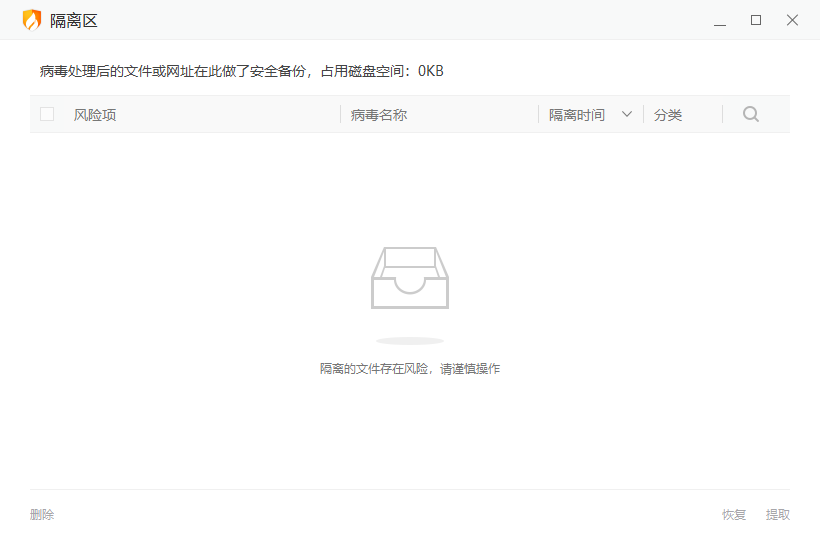 隔离区
病毒处理后的文件或网址在此做了安全备份，占用磁盘空间：0KB
风险项 病毒名称 隔离时间 分类
隔离的文件存在风险，请谨慎操作
删除 恢复 提取